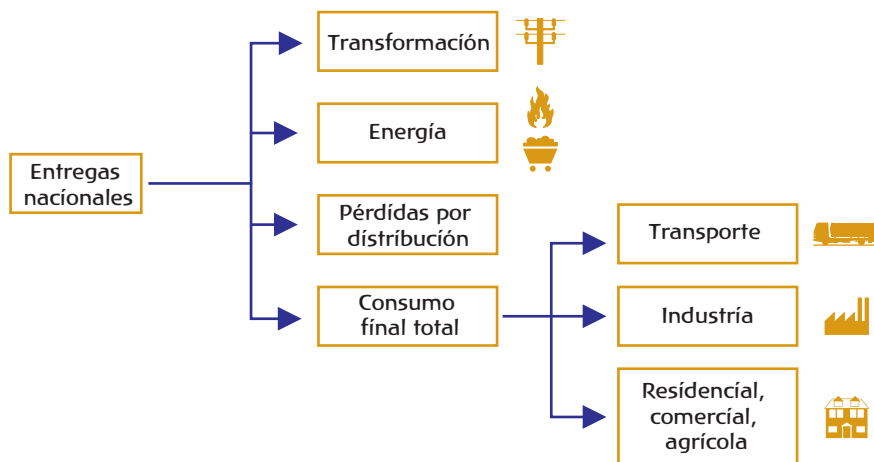 Transformación
Energía
Entregas
nacionales
Pérdidas por
distribución
Consumo
final total
Transporte
Industria
Residencial,
comercial,
agrícola